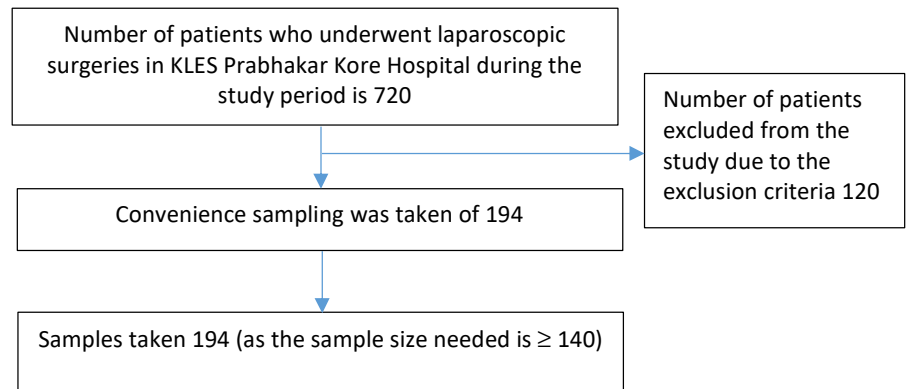 Number of patients who underwent laparoscopic
surgeries in KLES Prabhakar Kore Hospital during the
study period is 720
Number of patients
excluded from the
study due to the
exclusion criteria 120
Convenience sampling was taken of 194
Samples taken 194 (as the sample size needed is ≥ 140)